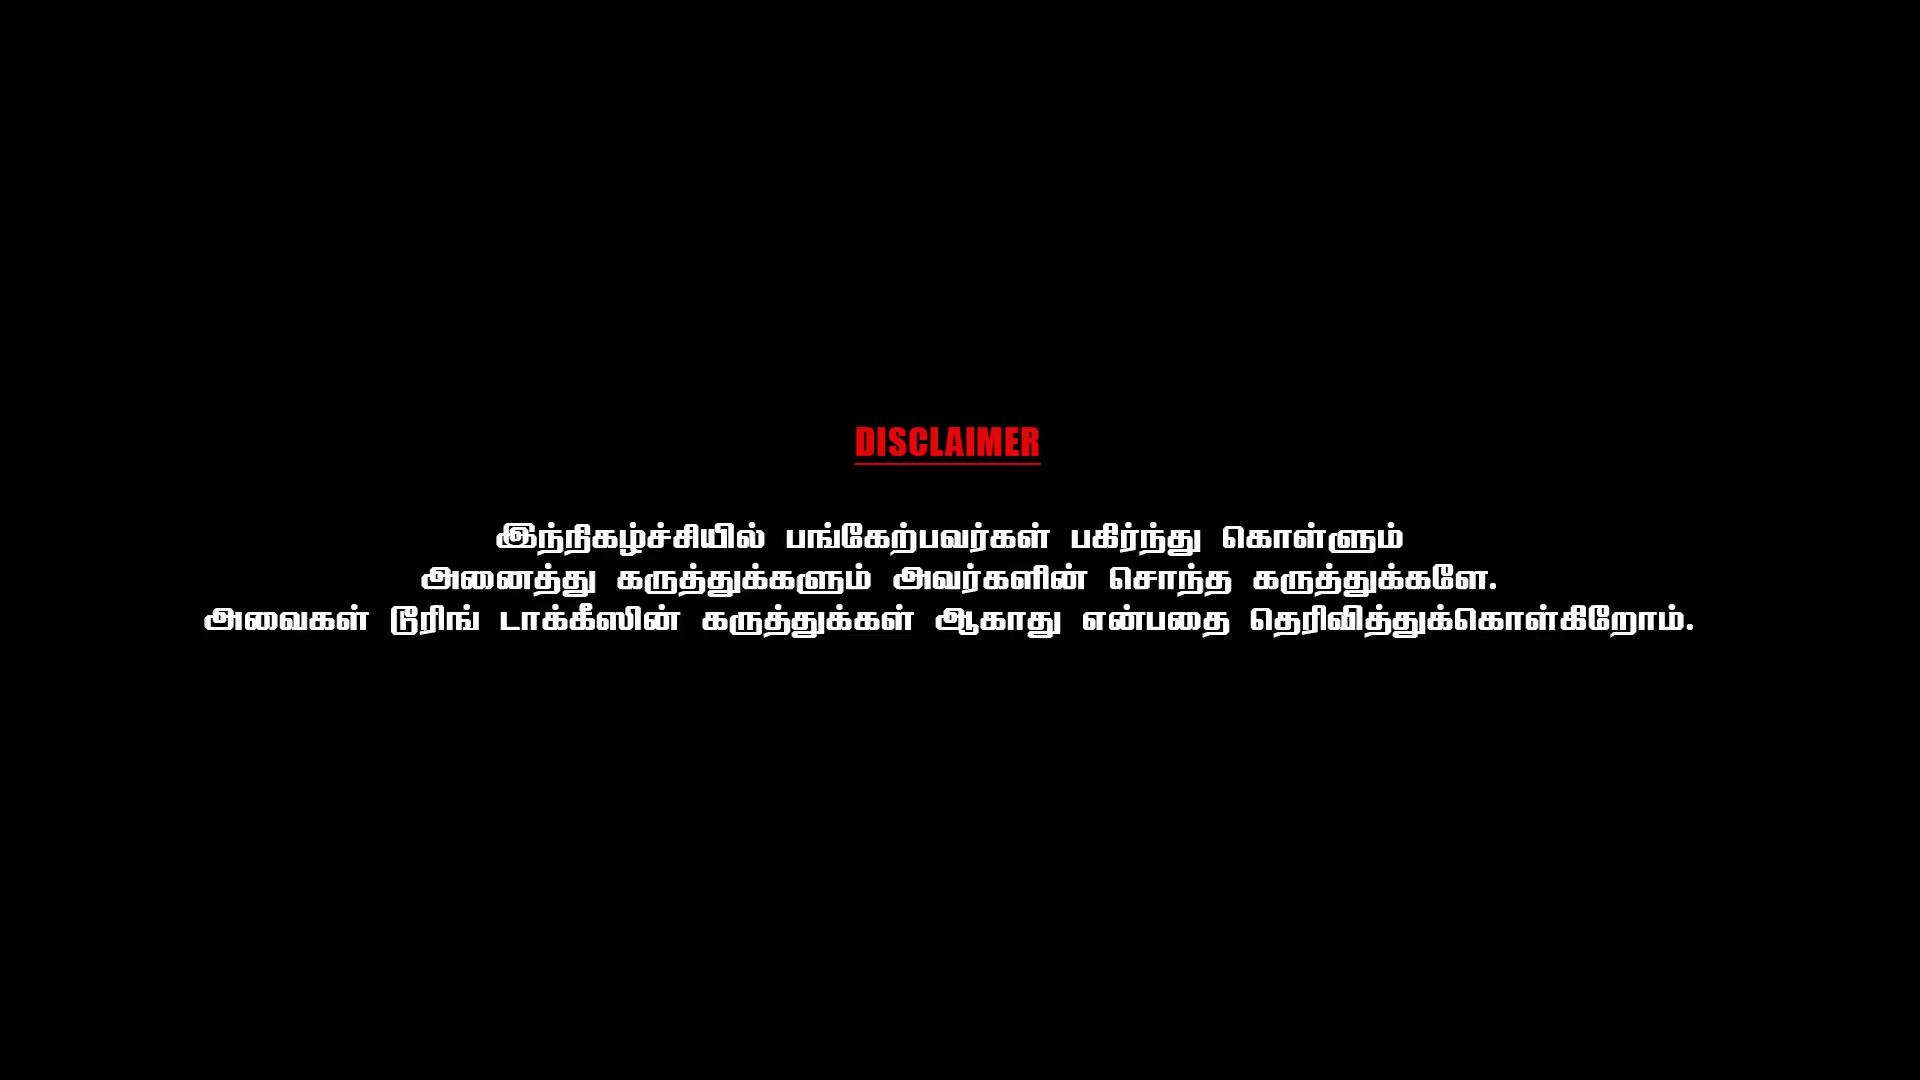 DISCLAIMER
இந்நிகழ்ச்சியில் பங்கேற்பவர்கள் பகிர்ந்து கொள்ளும்
அனைத்து கருத்துக்களும் அவர்களின் சொந்த கருத்துக்களே.
அவைகள் டூரிங் டாக்கீஸின் கருத்துக்கள் ஆகாது என்பதை தெரிவித்துக்கொள்கிறோம்.